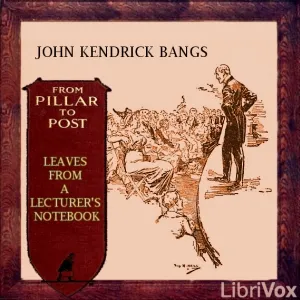 JOHN KENDRICK BANGS
FROM
PILLAR
TO
POST
LEAVES
FROM
A
LECTURER'S
NOTEBOOK
LibriVox